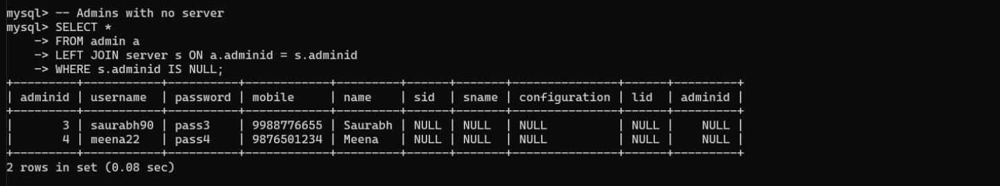 mysql> -- Admins with no server
mysql> SELECT *
    -> FROM admin a
    -> LEFT JOIN server s ON a.adminid = s.adminid
    -> WHERE s.adminid IS NULL;
+---------+------------+----------+------------+---------+------+-------+---------------+------+---------+
| adminid | username   | password | mobile     | name    | sid  | sname | configuration | lid  | adminid |
+---------+------------+----------+------------+---------+------+-------+---------------+------+---------+
|       3 | saurabh90 | pass3    | 9988776655 | Saurabh | NULL | NULL  | NULL          | NULL |    NULL |
|       4 | meena22   | pass4    | 9876501234 | Meena   | NULL | NULL  | NULL          | NULL |    NULL |
+---------+------------+----------+------------+---------+------+-------+---------------+------+---------+
2 rows in set (0.08 sec)